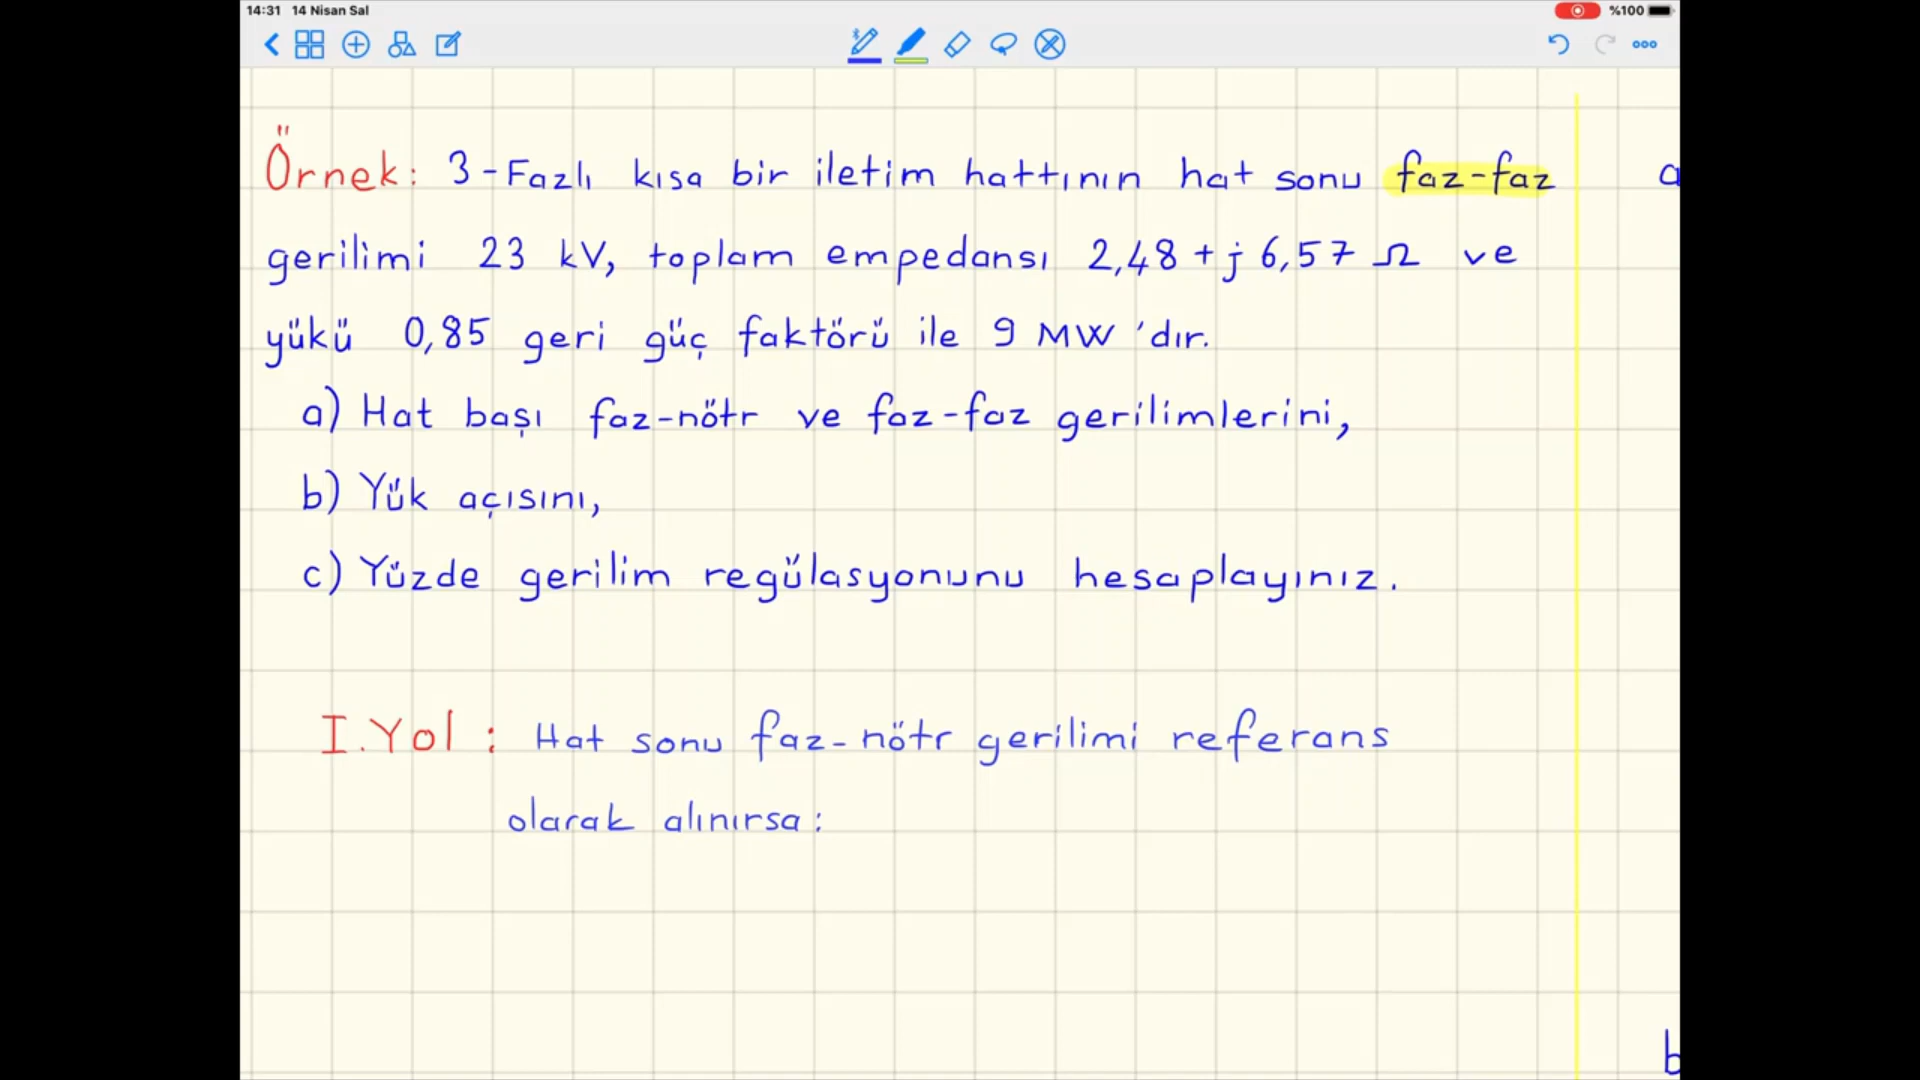 14:31 14 Nisan Sal
%100
Örnek: 3-Fazlı kısa bir iletim hattının hat sonu faz-faz
gerilimi 23 kV, toplam empedansı 2,48 + j 6,57 Ω ve
yükü 0,85 geri güç faktörü ile 9 MW 'dır.
a) Hat başı faz-nötr ve faz-faz gerilimlerini,
b) Yük açısını,
c) Yüzde gerilim regülasyonunu hesaplayınız.
I. Yol : Hat sonu faz-nötr gerilimi referans
olarak alınırsa:
a
b